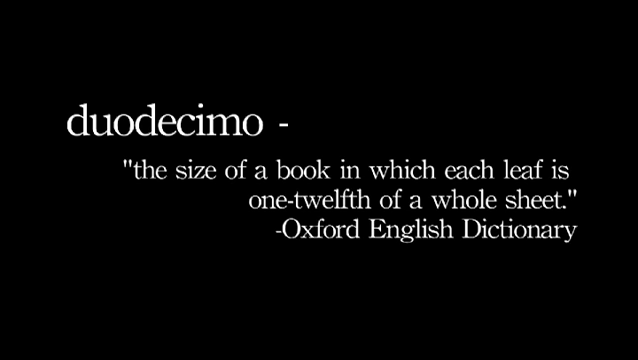 duodecimo -
"the size of a book in which each leaf is
one-twelfth of a whole sheet."
-Oxford English Dictionary